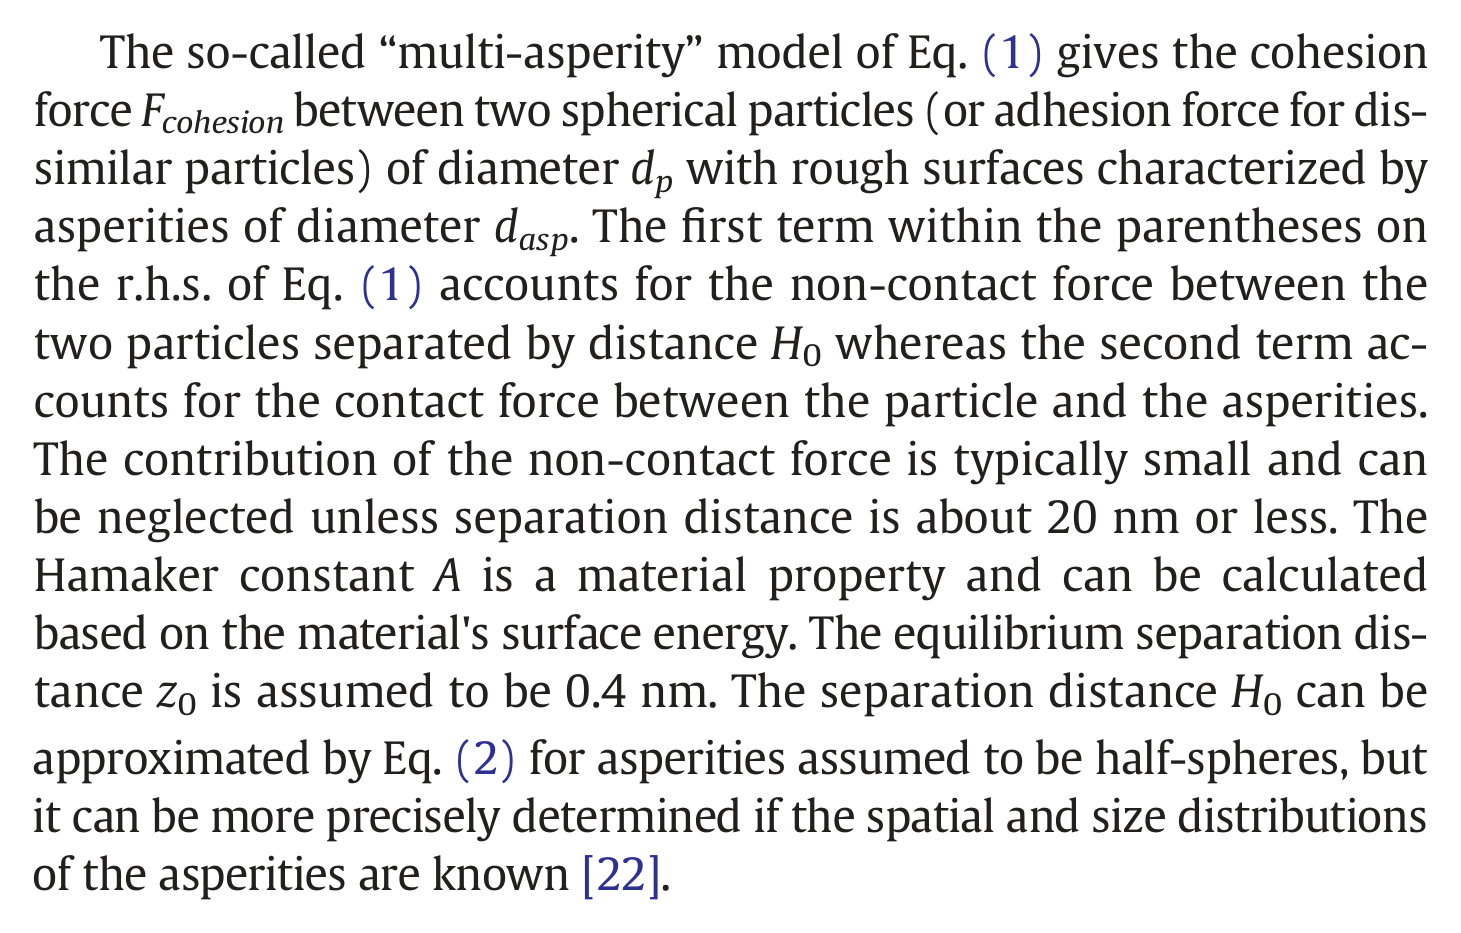 The so-called “multi-asperity” model of Eq. (1) gives the cohesion
force Fcohesion between two spherical particles (or adhesion force for dis-
similar particles) of diameter dp with rough surfaces characterized by
asperities of diameter dasp. The first term within the parentheses on
the r.h.s. of Eq. (1) accounts for the non-contact force between the
two particles separated by distance H0 whereas the second term ac-
counts for the contact force between the particle and the asperities.
The contribution of the non-contact force is typically small and can
be neglected unless separation distance is about 20 nm or less. The
Hamaker constant A is a material property and can be calculated
based on the material's surface energy. The equilibrium separation dis-
tance z0 is assumed to be 0.4 nm. The separation distance H0 can be
approximated by Eq. (2) for asperities assumed to be half-spheres, but
it can be more precisely determined if the spatial and size distributions
of the asperities are known [22].